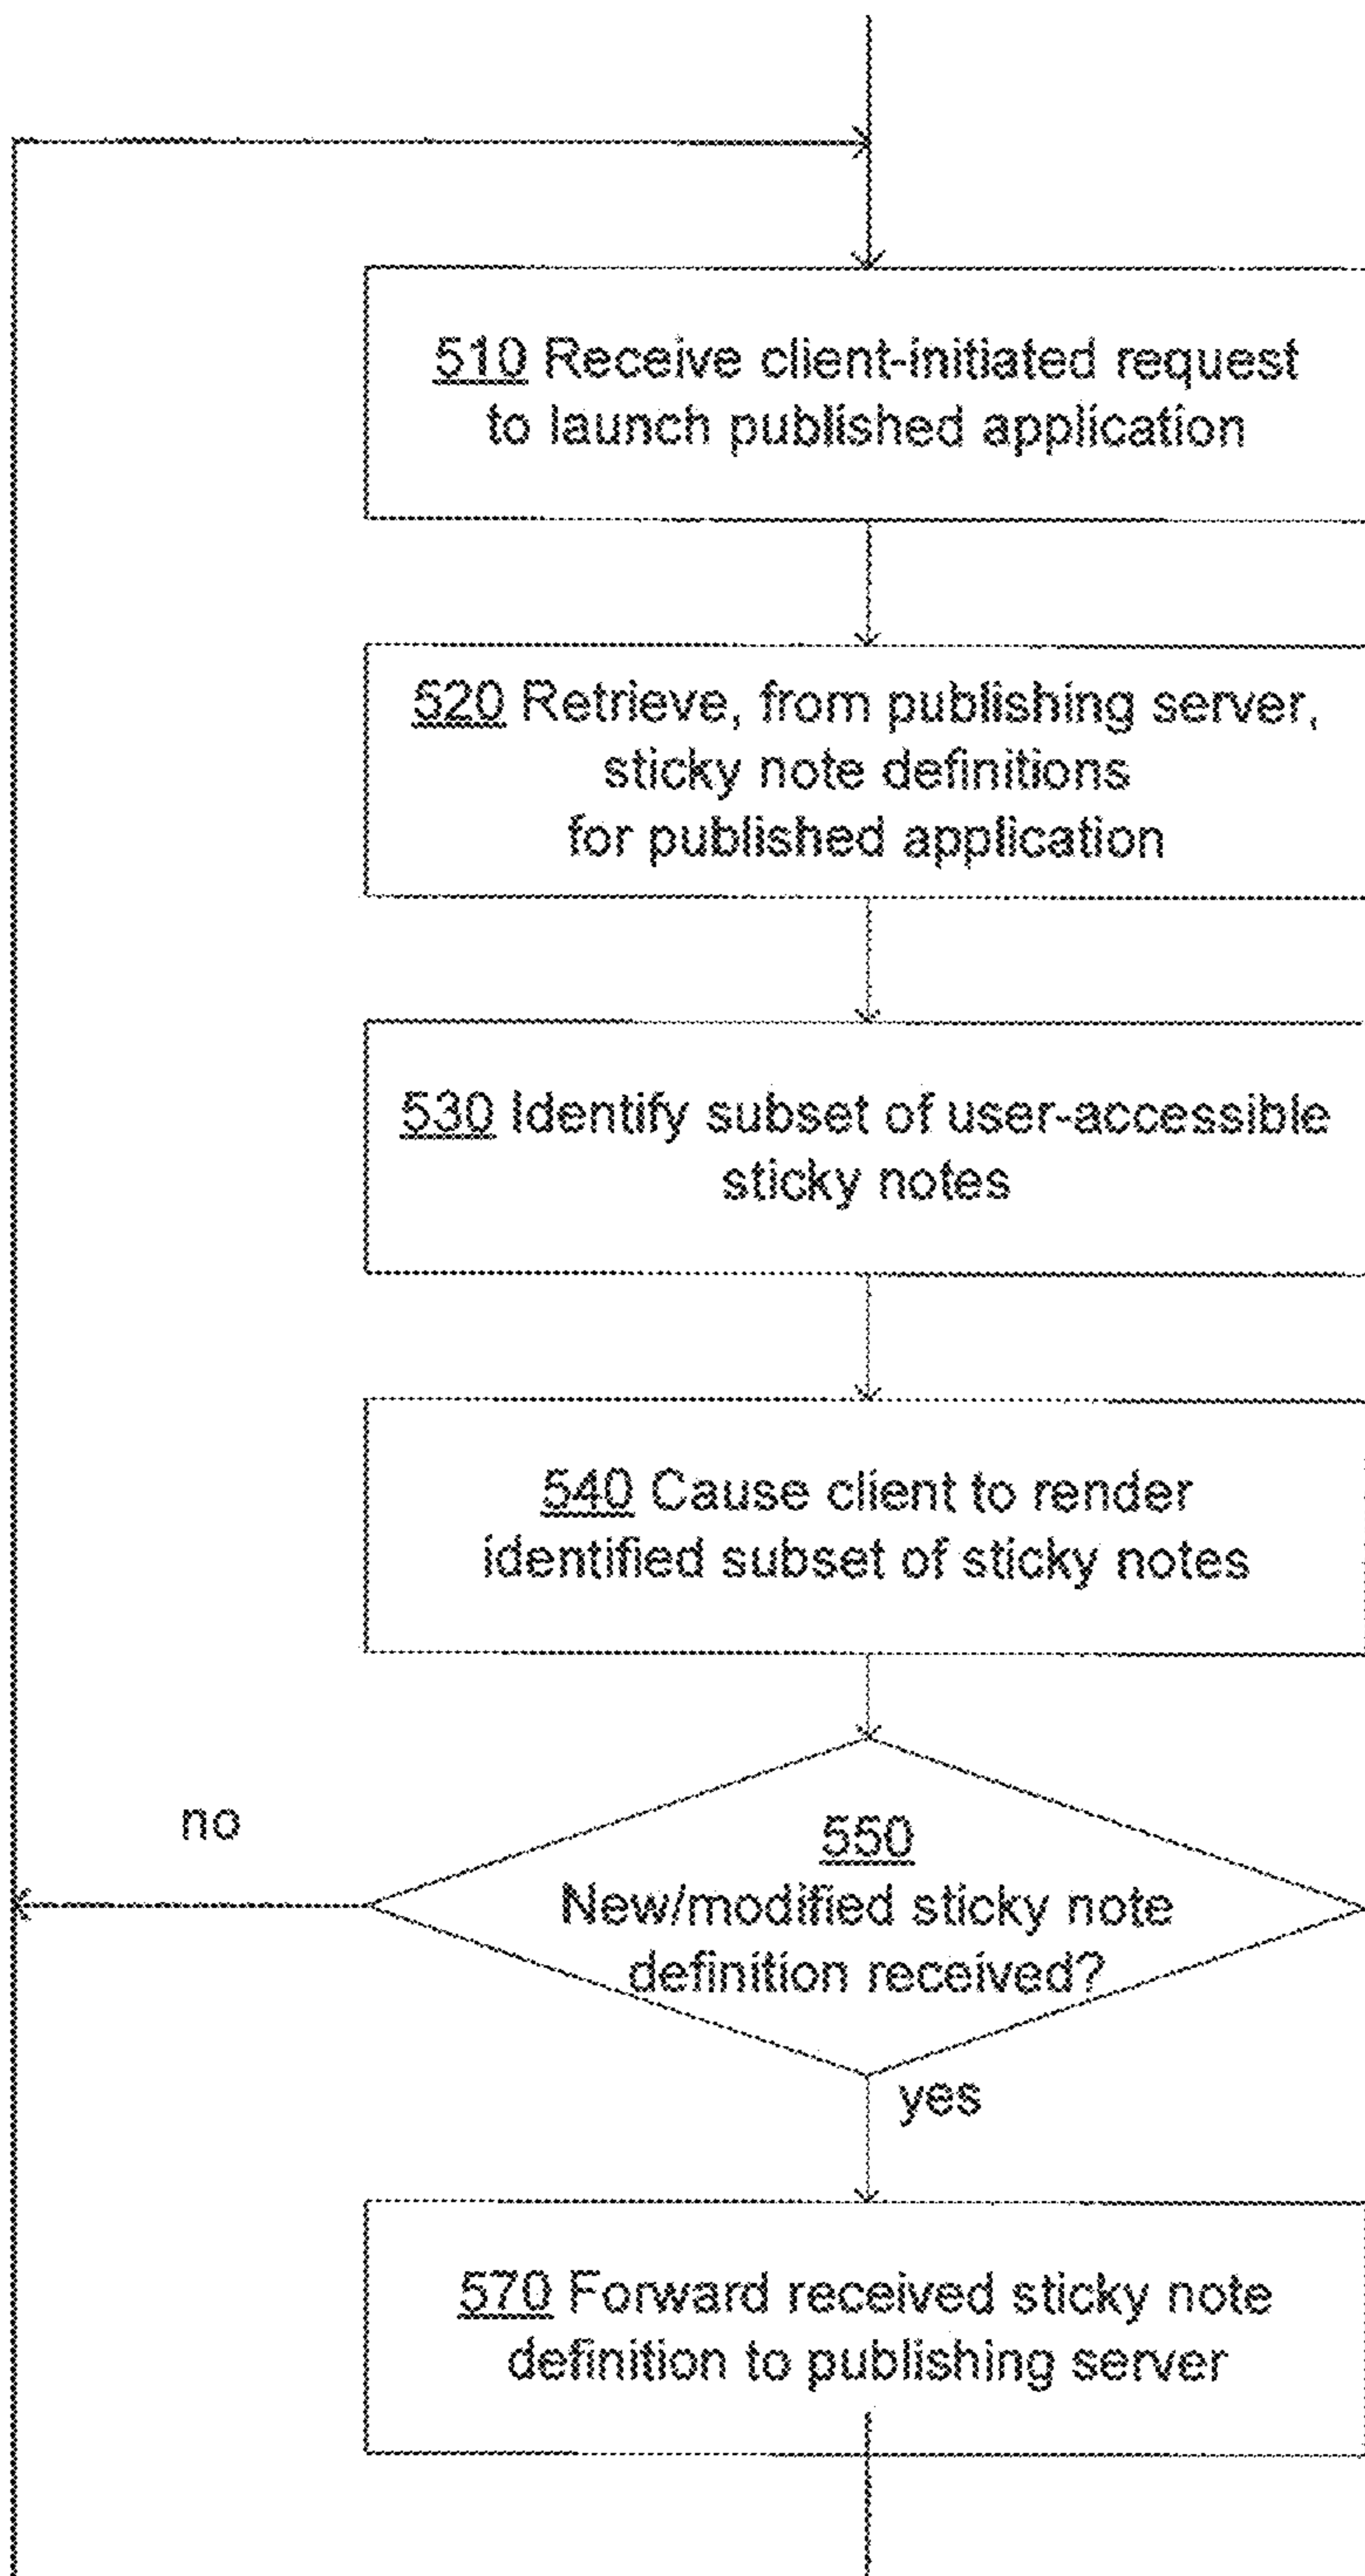 510 Receive client-initiated request
to launch published application
520 Retrieve, from publishing server,
sticky note definitions
for published application
530 Identify subset of user-accessible
sticky notes
540 Cause client to render
identified subset of sticky notes
no
550
New/modified sticky note
definition received?
yes
570 Forward received sticky note
definition to publishing server